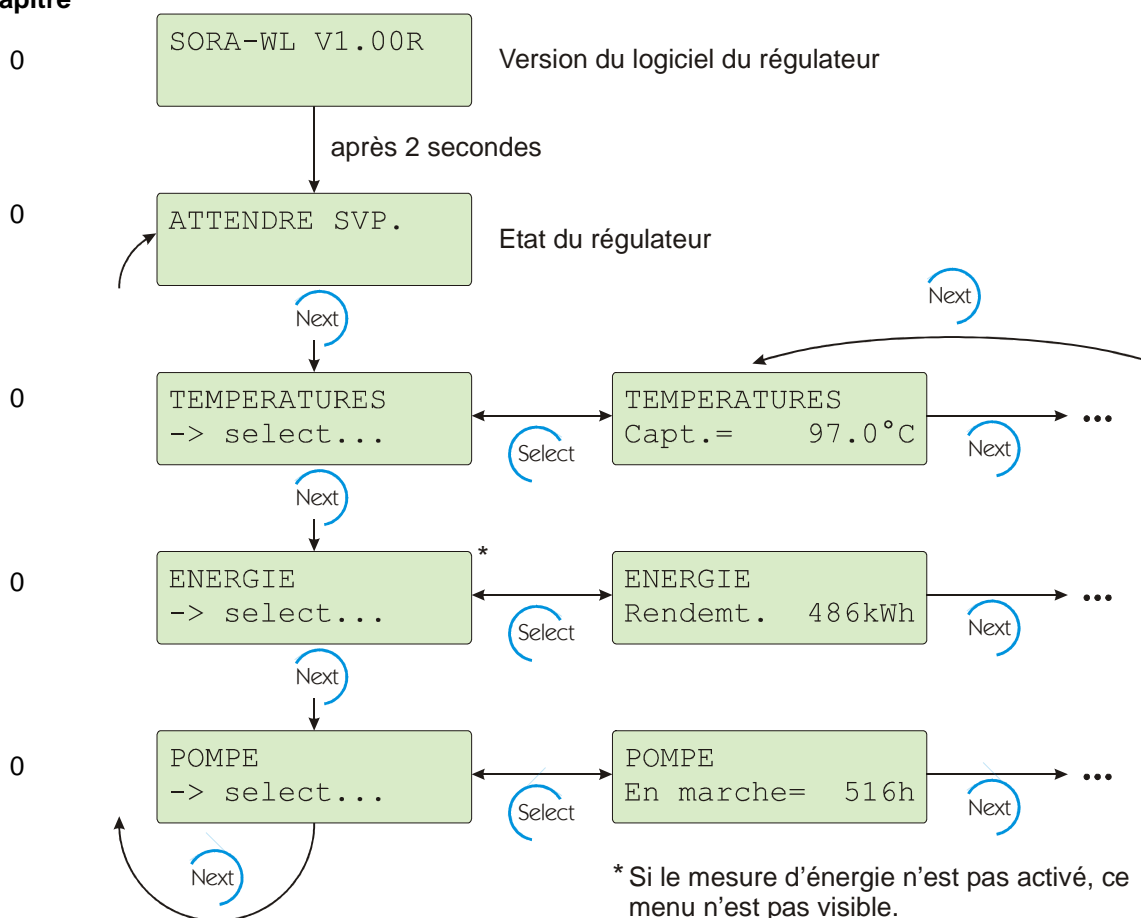 apitre
0
SORA-WL V1.00R
Version du logiciel du régulateur
après 2 secondes
0
ATTENDRE SVP.
Etat du régulateur
Next
Next
0
TEMPERATURES
-> select...
Select
TEMPERATURES
Capt.= 97.0°C
Next
...
Next
*
0
ENERGIE
-> select...
Select
ENERGIE
Rendemt. 486kWh
Next
...
Next
0
POMPE
-> select...
Select
POMPE
En marche= 516h
Next
...
Next
* Si le mesure d'énergie n'est pas activé, ce
menu n'est pas visible.